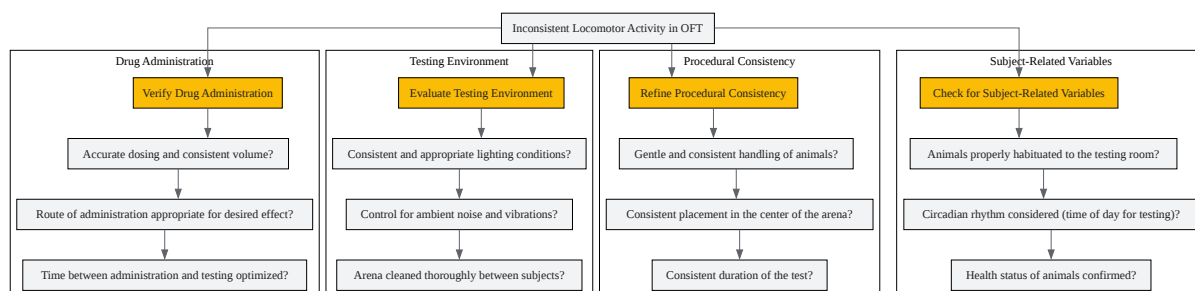 Inconsistent Locomotor Activity in OFT
Drug Administration
Verify Drug Administration
Accurate dosing and consistent volume?
Route of administration appropriate for desired effect?
Time between administration and testing optimized?
Testing Environment
Evaluate Testing Environment
Consistent and appropriate lighting conditions?
Control for ambient noise and vibrations?
Arena cleaned thoroughly between subjects?
Procedural Consistency
Refine Procedural Consistency
Gentle and consistent handling of animals?
Consistent placement in the center of the arena?
Consistent duration of the test?
Subject-Related Variables
Check for Subject-Related Variables
Animals properly habituated to the testing room?
Circadian rhythm considered (time of day for testing)?
Health status of animals confirmed?